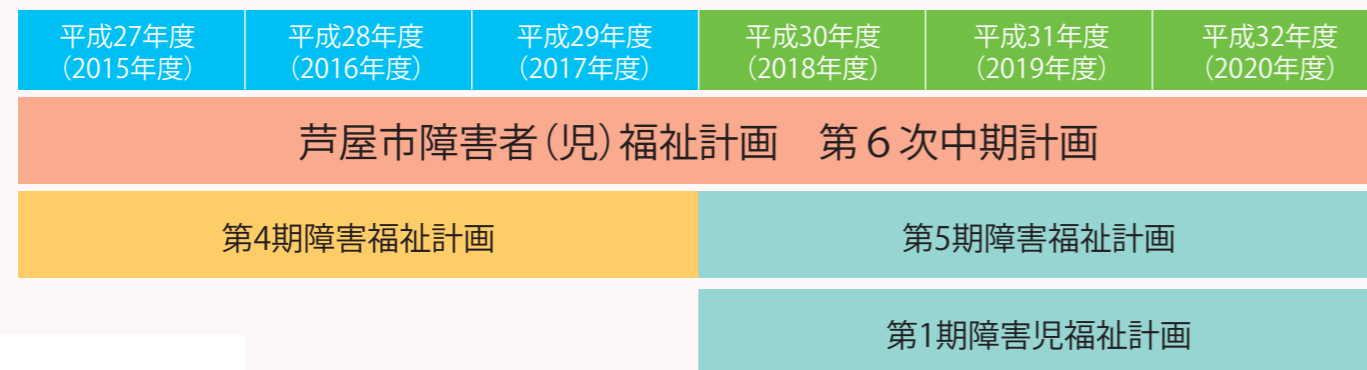 平成27年度
（2015年度）
平成28年度
（2016年度）
平成29年度
（2017年度）
平成30年度
（2018年度）
平成31年度
（2019年度）
平成32年度
（2020年度）
芦屋市障害者（児）福祉計画　第６次中期計画
第4期障害福祉計画
第5期障害福祉計画
第1期障害児福祉計画